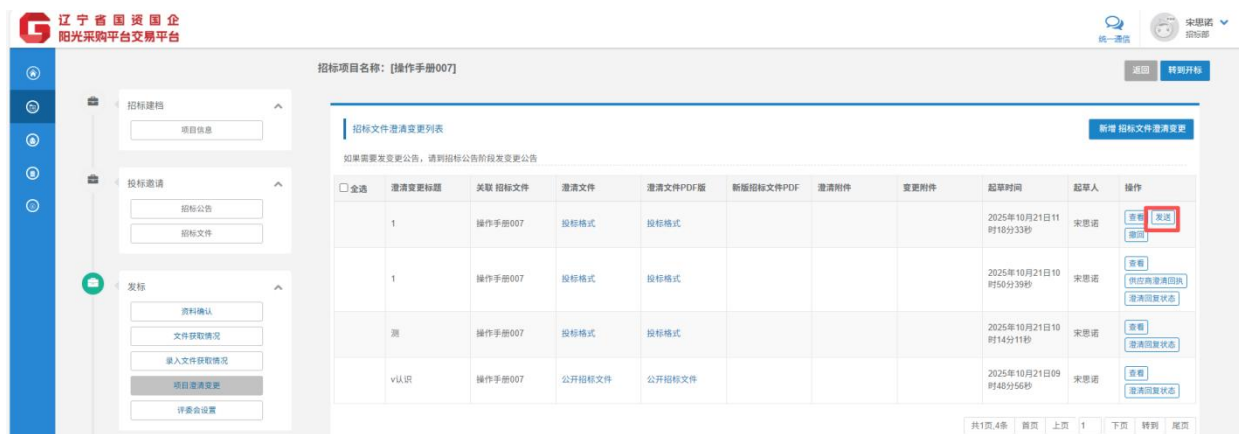 辽宁省国资国企
阳光采购平台交易平台
统一通信
宋思诺
招标部
招标项目名称：[操作手册007]
返回
转到开标
招标建档
项目信息
投标邀请
招标公告
招标文件
发标
资料确认
文件获取情况
录入文件获取情况
项目澄清变更
评委会设置
招标文件澄清变更列表
新增 招标文件澄清变更
如果需要发变更公告，请到招标公告阶段发变更公告
全选 澄清变更标题 关联 招标文件 澄清文件 澄清文件PDF版 新版招标文件PDF 澄清附件 变更附件 起草时间 起草人 操作
1 操作手册007 投标格式 投标格式 2025年10月21日11 宋思诺 查看 发送
时18分33秒 撤回
1 操作手册007 投标格式 投标格式 2025年10月21日10 宋思诺 查看
时50分39秒 供应商澄清回执
澄清回复状态
测 操作手册007 投标格式 投标格式 2025年10月21日10 宋思诺 查看
时14分11秒 澄清回复状态
v认识 操作手册007 公开招标文件 公开招标文件 2025年10月21日09 宋思诺 查看
时48分56秒 澄清回复状态
共1页,4条 首页 上页 1 下页 转到 尾页